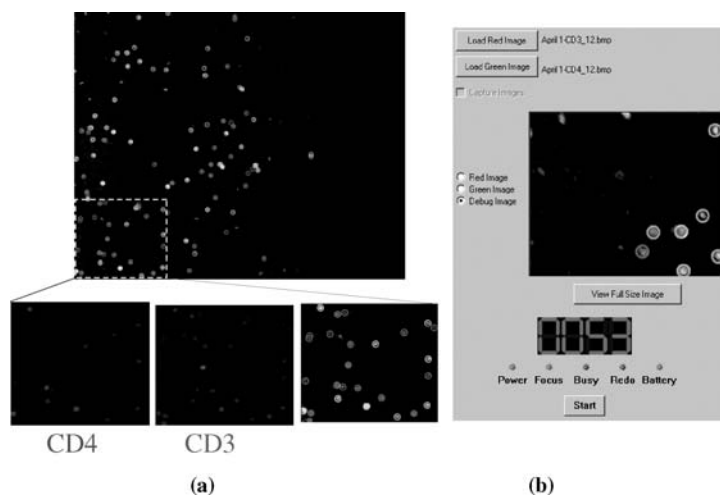 CD4 CD3
(a)
Load Red Image April 1-CD3_12.bmp
Load Green Image April 1-CD4_12.bmp
Capture Images
Red Image
Green Image
Debug Image
View Full Size Image
Power Focus Busy Redo Battery
Start
(b)